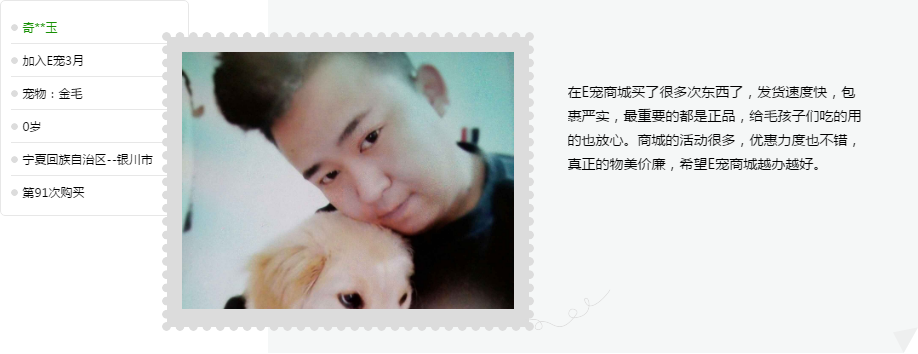 奇**玉
加入E宠3月
宠物：金毛
0岁
宁夏回族自治区--银川市
第91次购买
在E宠商城买了很多次东西了，发货速度快，包
裹严实，最重要的都是正品，给毛孩子们吃的用
的也放心。商城的活动很多，优惠力度也不错，
真正的物美价廉，希望E宠商城越办越好。